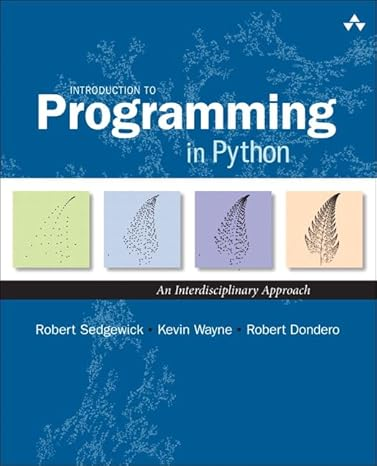 INTRODUCTION TO
Programming
in Python
An Interdisciplinary Approach
Robert Sedgewick • Kevin Wayne • Robert Dondero